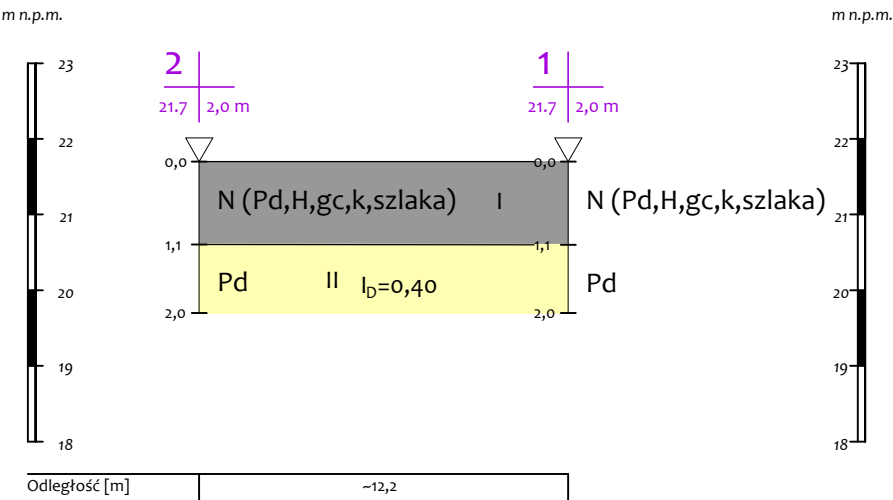 m n.p.m. m n.p.m.
23 2 1 23
21.7 2,0 m 21.7 2,0 m
22 22
0,0 0,0
N (Pd,H,gc,k,szlaka) I N (Pd,H,gc,k,szlaka)
21 21
1,1 1,1
Pd II I_D=0,40 Pd
20 20
2,0 2,0
19 19
18 18
Odległość [m] ~12,2